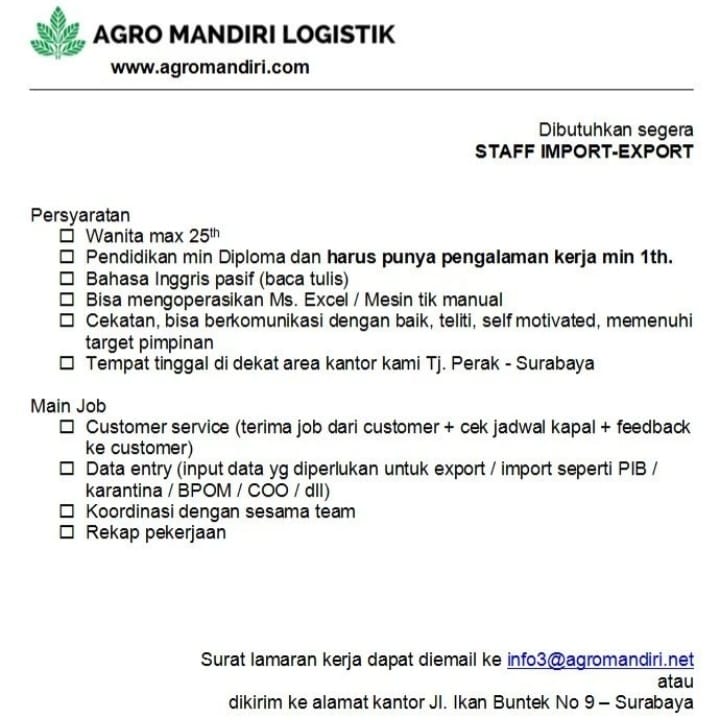 AGRO MANDIRI LOGISTIK
www.agromandiri.com
Dibutuhkan segera
STAFF IMPORT-EXPORT
Persyaratan
☐ Wanita max 25th
☐ Pendidikan min Diploma dan harus punya pengalaman kerja min 1th.
☐ Bahasa Inggris pasif (baca tulis)
☐ Bisa mengoperasikan Ms. Excel / Mesin tik manual
☐ Cekatan, bisa berkomunikasi dengan baik, teliti, self motivated, memenuhi
target pimpinan
☐ Tempat tinggal di dekat area kantor kami Tj. Perak - Surabaya
Main Job
☐ Customer service (terima job dari customer + cek jadwal kapal + feedback
ke customer)
☐ Data entry (input data yg diperlukan untuk export / import seperti PIB /
karantina / BPOM / COO / dll)
☐ Koordinasi dengan sesama team
☐ Rekap pekerjaan
Surat lamaran kerja dapat diemail ke info3@agromandiri.net
atau
dikirim ke alamat kantor Jl. Ikan Buntek No 9 – Surabaya